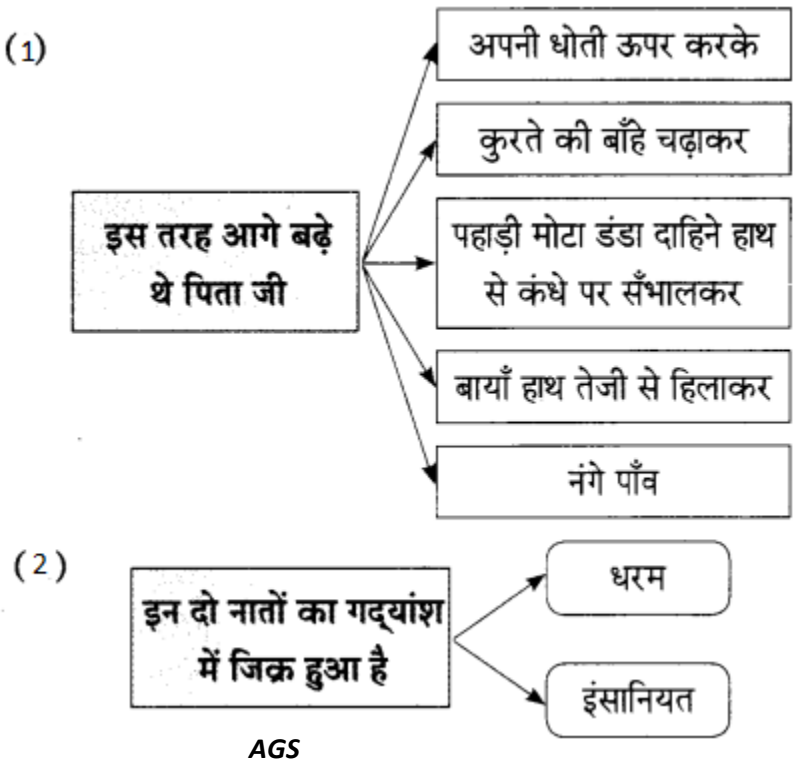 (1)
अपनी धोती ऊपर करके
कुरते की बाँहे चढ़ाकर
इस तरह आगे बढ़े
थे पिता जी
पहाड़ी मोटा डंडा दाहिने हाथ
से कंधे पर सँभालकर
बायाँ हाथ तेजी से हिलाकर
नंगे पाँव
(2)
इन दो नातों का गद्‌यांश
में जिक्र हुआ है
धरम
इंसानियत
AGS